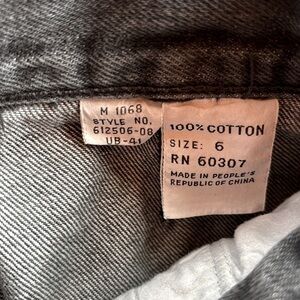 M 1068
STYLE NO.
612506-08
UB-41
100% COTTON
SIZE: 6
RN 60307
MADE IN PEOPLE'S
REPUBLIC OF CHINA